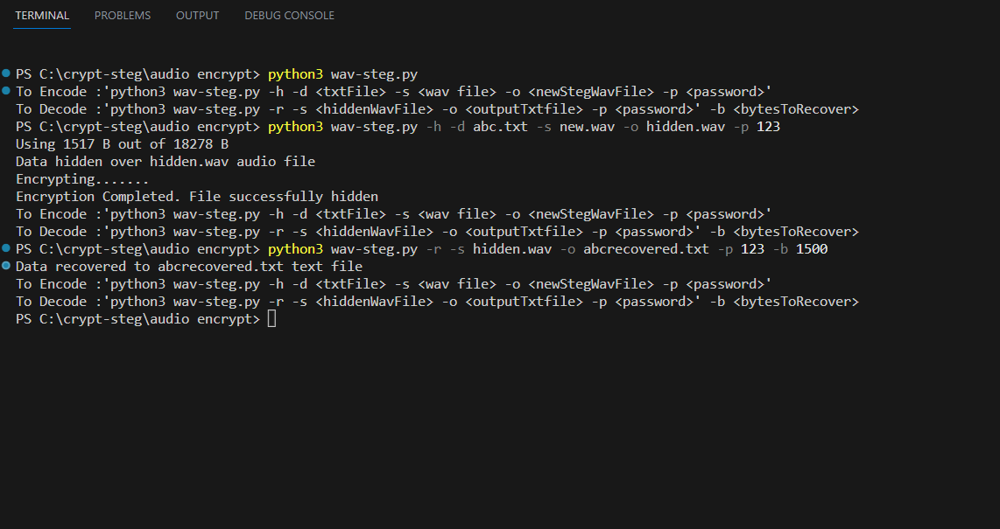 TERMINAL PROBLEMS OUTPUT DEBUG CONSOLE
PS C:\crypt-steg\audio encrypt> python3 wav-steg.py
To Encode :'python3 wav-steg.py -h -d <txtFile> -s <wav file> -o <newStegWavFile> -p <password>'
To Decode :'python3 wav-steg.py -r -s <hiddenWavFile> -o <outputTxtfile> -p <password>' -b <bytesToRecover>
PS C:\crypt-steg\audio encrypt> python3 wav-steg.py -h -d abc.txt -s new.wav -o hidden.wav -p 123
Using 1517 B out of 18278 B
Data hidden over hidden.wav audio file
Encrypting.......
Encryption Completed. File successfully hidden
To Encode :'python3 wav-steg.py -h -d <txtFile> -s <wav file> -o <newStegWavFile> -p <password>'
To Decode :'python3 wav-steg.py -r -s <hiddenWavFile> -o <outputTxtfile> -p <password>' -b <bytesToRecover>
PS C:\crypt-steg\audio encrypt> python3 wav-steg.py -r -s hidden.wav -o abcrecovered.txt -p 123 -b 1500
Data recovered to abcrecovered.txt text file
To Encode :'python3 wav-steg.py -h -d <txtFile> -s <wav file> -o <newStegWavFile> -p <password>'
To Decode :'python3 wav-steg.py -r -s <hiddenWavFile> -o <outputTxtfile> -p <password>' -b <bytesToRecover>
PS C:\crypt-steg\audio encrypt>